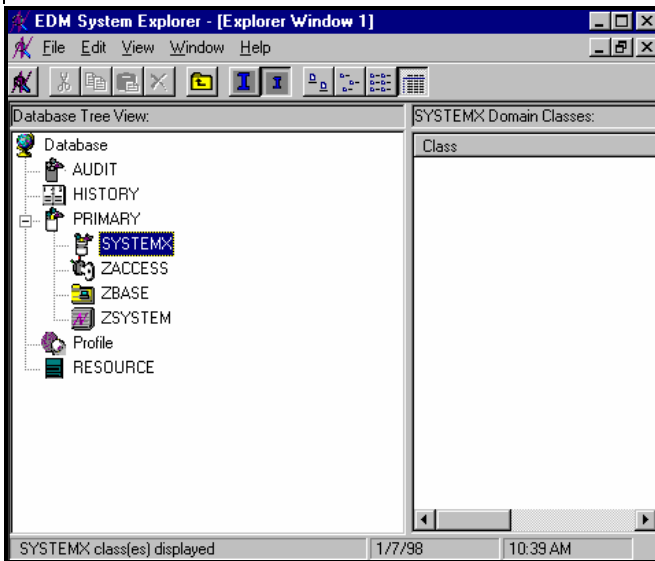 EDM System Explorer - [Explorer Window 1]
File Edit View Window Help
Database Tree View:
SYSTEMX Domain Classes:
Class
Database
AUDIT
HISTORY
PRIMARY
SYSTEMX
ZACCESS
ZBASE
ZSYSTEM
Profile
RESOURCE
SYSTEMX class(es) displayed 1/7/98 10:39 AM